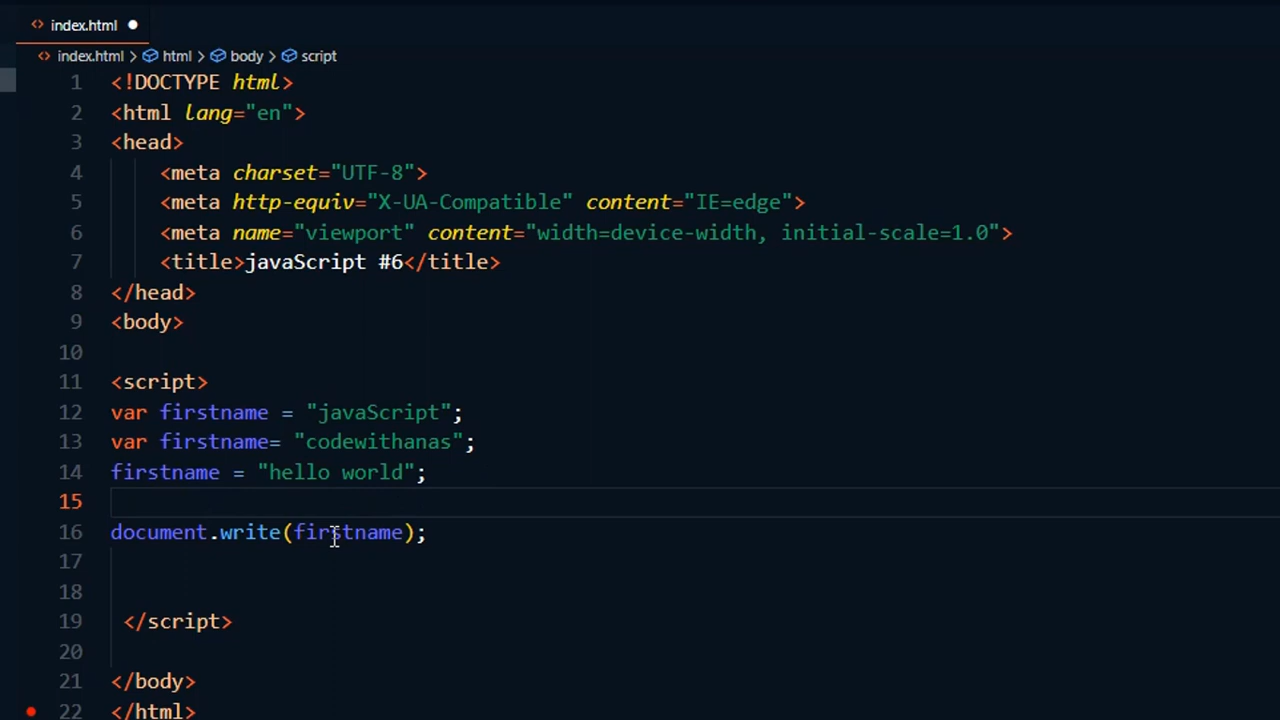 index.html
index.html > html > body > script
1 <!DOCTYPE html>
2 <html lang="en">
3 <head>
4 <meta charset="UTF-8">
5 <meta http-equiv="X-UA-Compatible" content="IE=edge">
6 <meta name="viewport" content="width=device-width, initial-scale=1.0">
7 <title>javaScript #6</title>
8 </head>
9 <body>
10
11 <script>
12 var firstname = "javaScript";
13 var firstname= "codewithanas";
14 firstname = "hello world";
15
16 document.write(firstname);
17
18
19 </script>
20
21 </body>
22 </html>